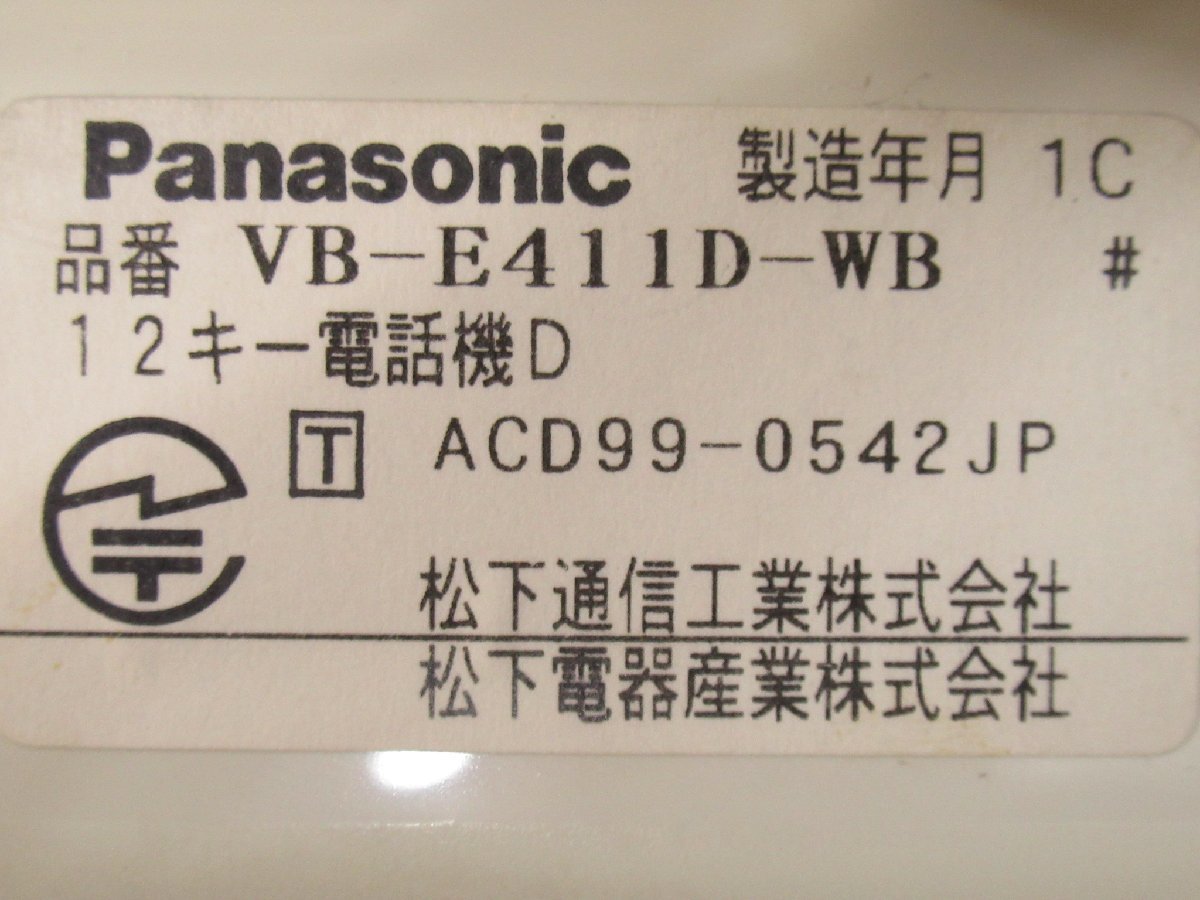 Panasonic 製造年月 1C
品番 VB-E411D-WB #
12キー電話機D
T ACD99-0542JP
松下通信工業株式会社
松下電器産業株式会社